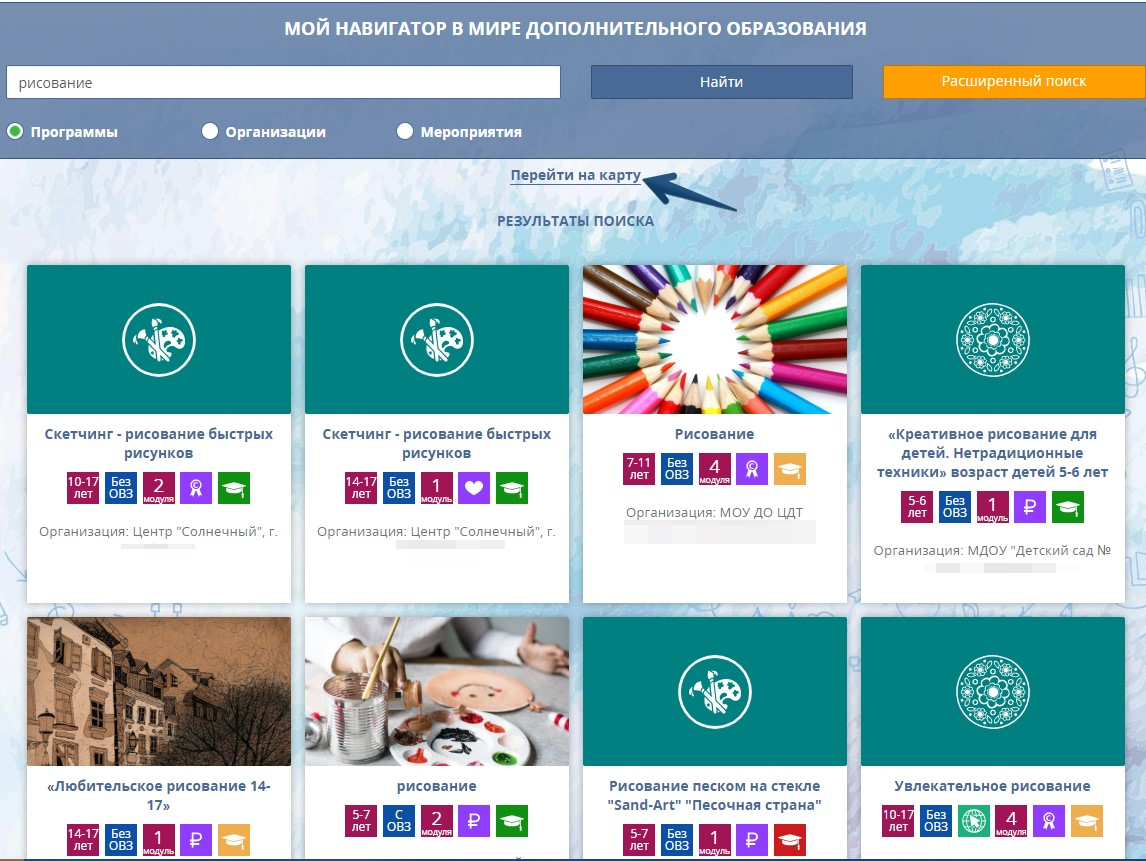 МОЙ НАВИГАТОР В МИРЕ ДОПОЛНИТЕЛЬНОГО ОБРАЗОВАНИЯ
рисование
Найти
Расширенный поиск
Программы
Организации
Мероприятия
Перейти на карту
РЕЗУЛЬТАТЫ ПОИСКА
Скетчинг - рисование быстрых
рисунков
10-17
лет
Без
ОВЗ
2
модуля
Организация: Центр "Солнечный", г.
Скетчинг - рисование быстрых
рисунков
14-17
лет
Без
ОВЗ
1
модуль
Организация: Центр "Солнечный", г.
Рисование
7-11
лет
Без
ОВЗ
4
модуля
Организация: МОУ ДО ЦДТ
«Креативное рисование для
детей. Нетрадиционные
техники» возраст детей 5-6 лет
5-6
лет
Без
ОВЗ
1
модуль
₽
Организация: МДОУ "Детский сад №
«Любительское рисование 14-
17»
14-17
лет
Без
ОВЗ
1
модуль
₽
рисование
5-7
лет
С
ОВЗ
2
модуля
₽
Рисование песком на стекле
"Sand-Art" "Песочная страна"
5-7
лет
Без
ОВЗ
1
модуль
₽
Увлекательное рисование
10-17
лет
Без
ОВЗ
4
модуля